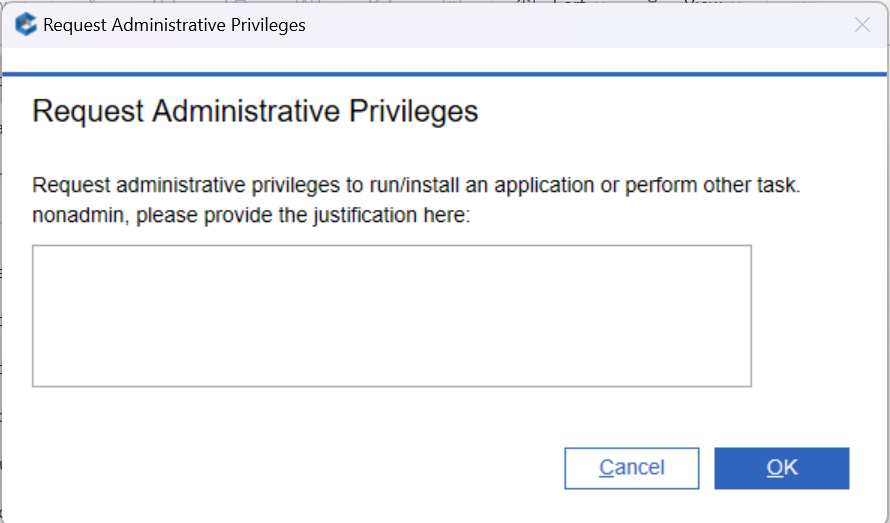 Request Administrative Privileges
Request Administrative Privileges
Request administrative privileges to run/install an application or perform other task.
nonadmin, please provide the justification here:
Cancel
OK